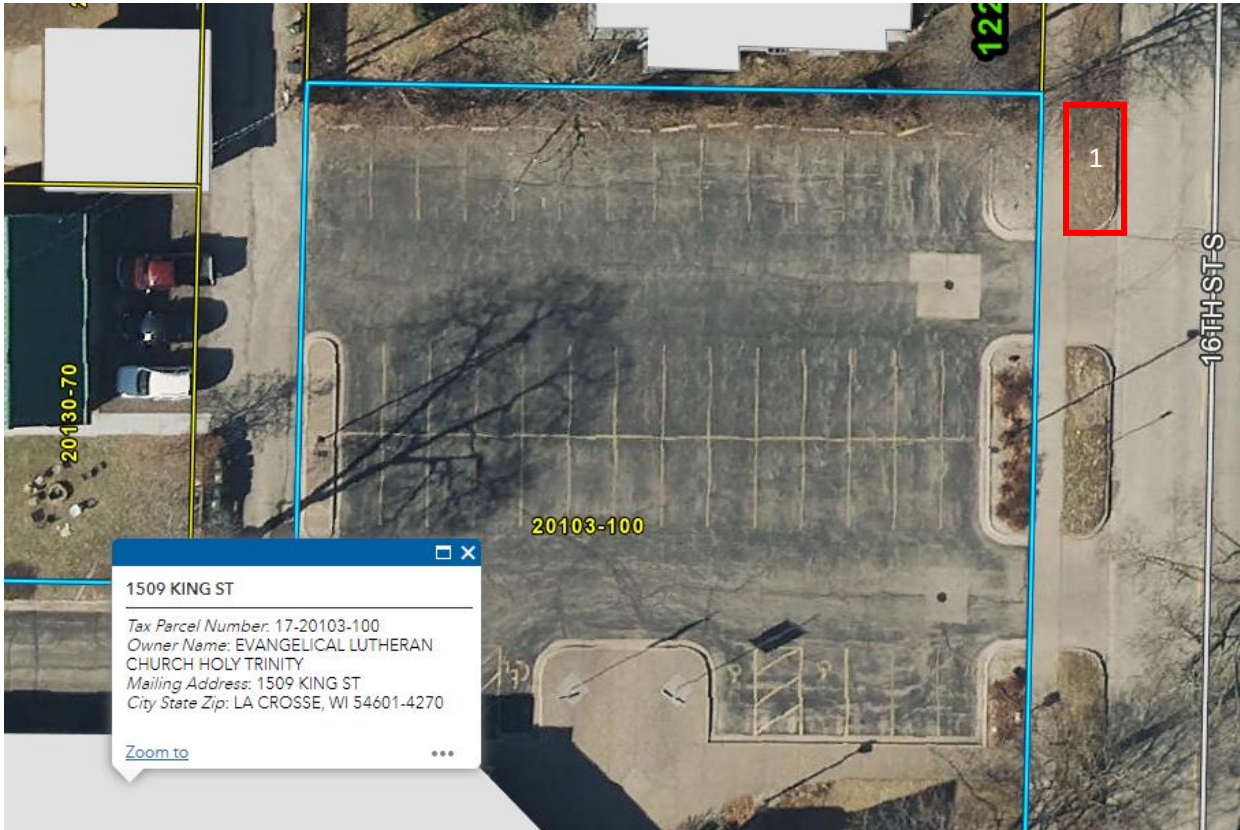 122
1
16TH-ST-S
20130-70
20103-100
1509 KING ST
Tax Parcel Number: 17-20103-100
Owner Name: EVANGELICAL LUTHERAN
CHURCH HOLY TRINITY
Mailing Address: 1509 KING ST
City State Zip: LA CROSSE, WI 54601-4270
Zoom to